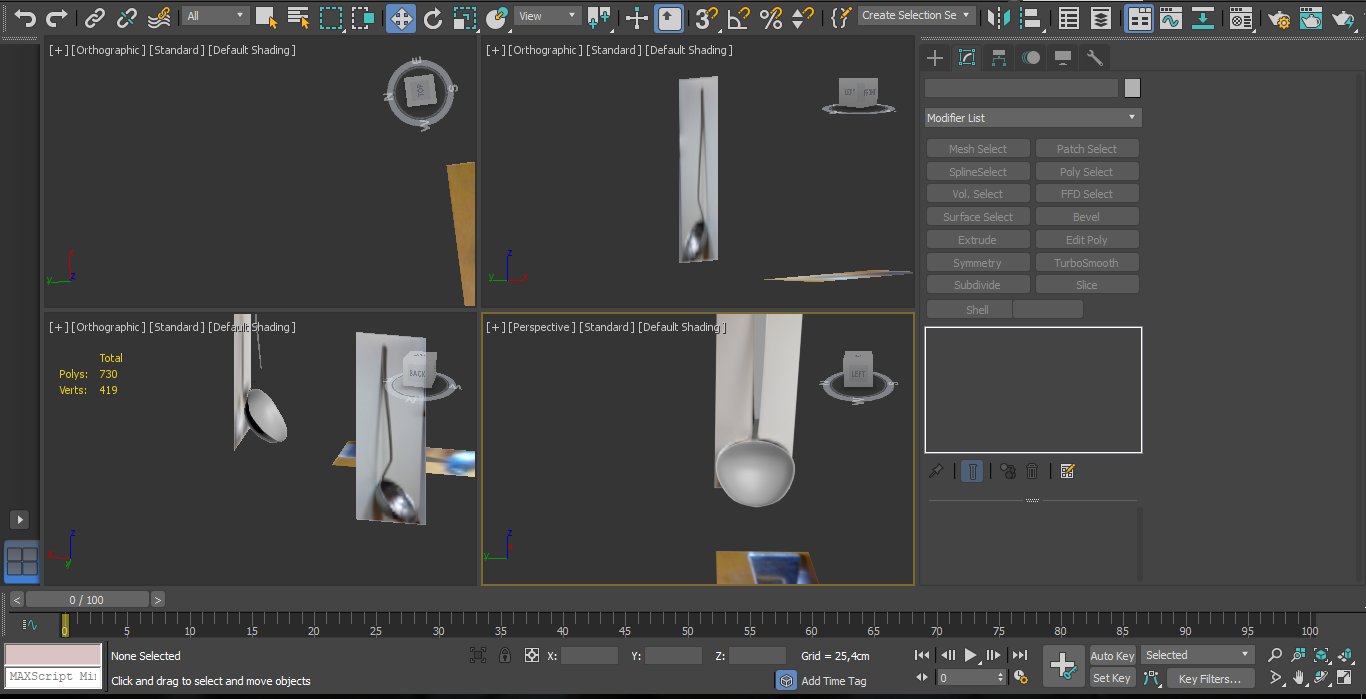 All
View
Create Selection Se
[+] [Orthographic] [Standard] [Default Shading]
[+] [Orthographic] [Standard] [Default Shading]
TOP
LEFT
Modifier List
Mesh Select
Patch Select
SplineSelect
Poly Select
Vol. Select
FFD Select
Surface Select
Bevel
Extrude
Edit Poly
Symmetry
TurboSmooth
Subdivide
Slice
Shell
[+] [Orthographic] [Standard] [Default Shading]
[+] [Perspective] [Standard] [Default Shading]
Total
Polys: 730
Verts: 419
BACK
LEFT
< 0 / 100 >
0 5 10 15 20 25 30 35 40 45 50 55 60 65 70 75 80 85 90 95 100
None Selected
X:
Y:
Z:
Grid = 25,4cm
Auto Key
Selected
MAXScript Mi
Click and drag to select and move objects
Add Time Tag
0
Set Key
Key Filters...